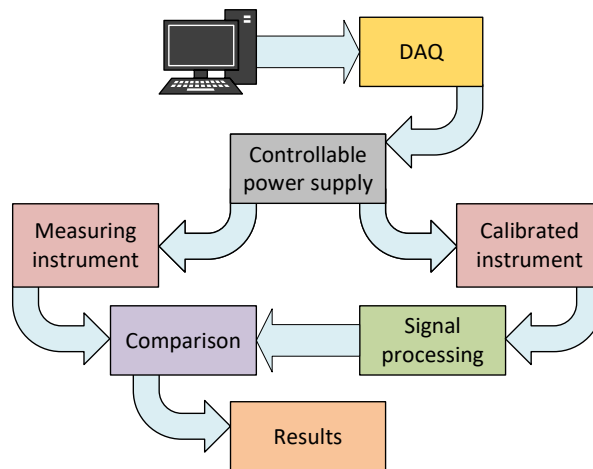 DAQ
Controllable
power supply
Measuring
instrument
Calibrated
instrument
Comparison
Signal
processing
Results